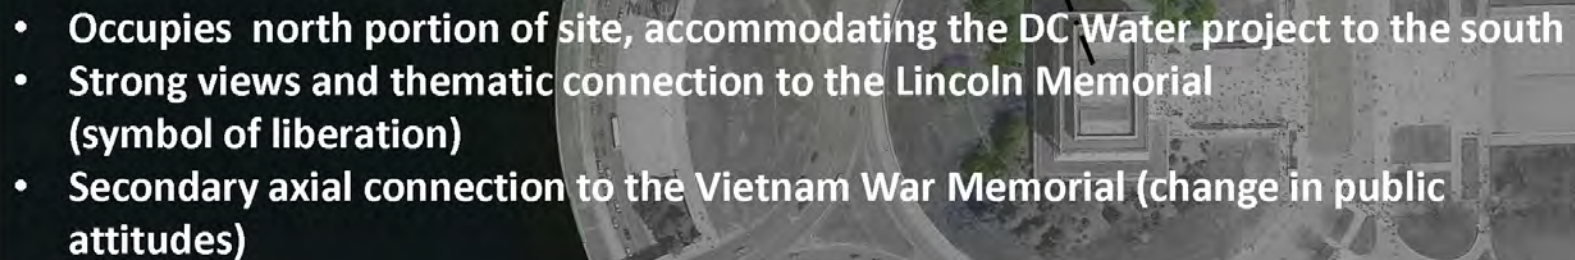 • Occupies  north portion of site, accommodating the DC Water project to the south
• Strong views and thematic connection to the Lincoln Memorial
(symbol of liberation)
• Secondary axial connection to the Vietnam War Memorial (change in public
attitudes)